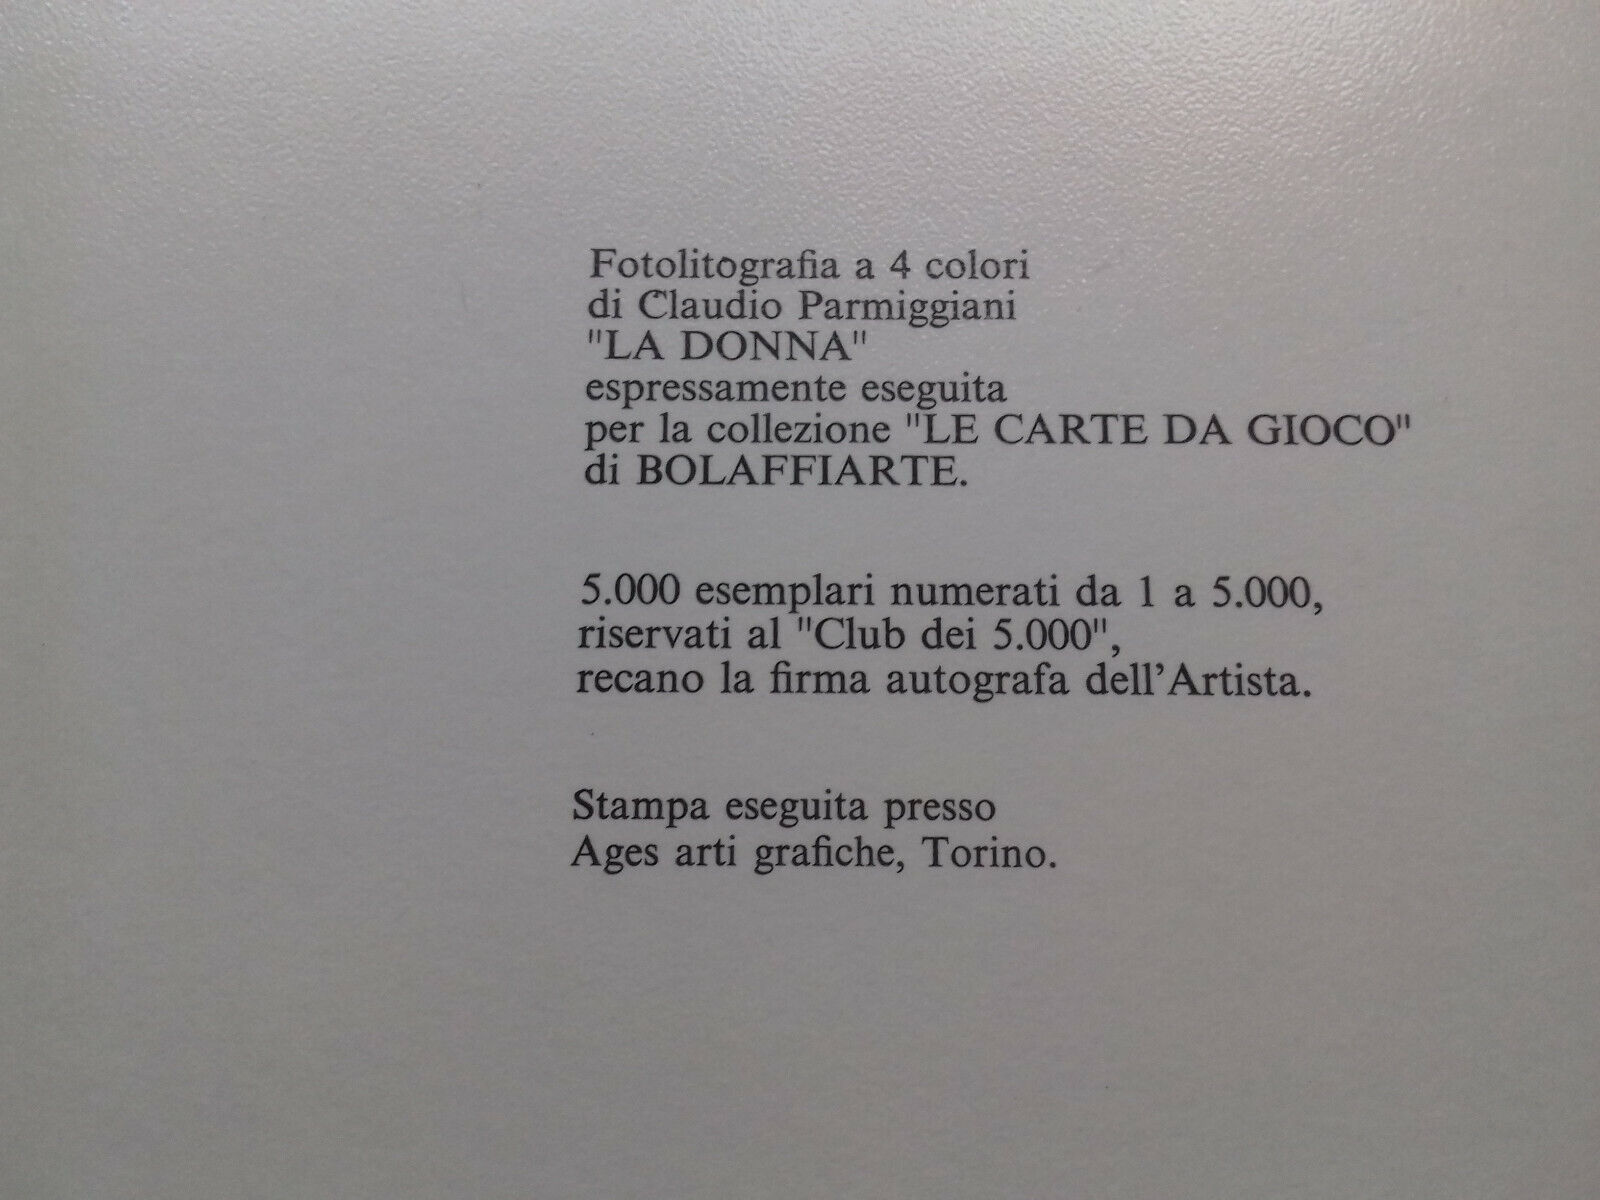 Fotolitografia a 4 colori
di Claudio Parmiggiani
"LA DONNA"
espressamente eseguita
per la collezione "LE CARTE DA GIOCO"
di BOLAFFIARTE.
5.000 esemplari numerati da 1 a 5.000,
riservati al "Club dei 5.000",
recano la firma autografa dell’Artista.
Stampa eseguita presso
Ages arti grafiche, Torino.